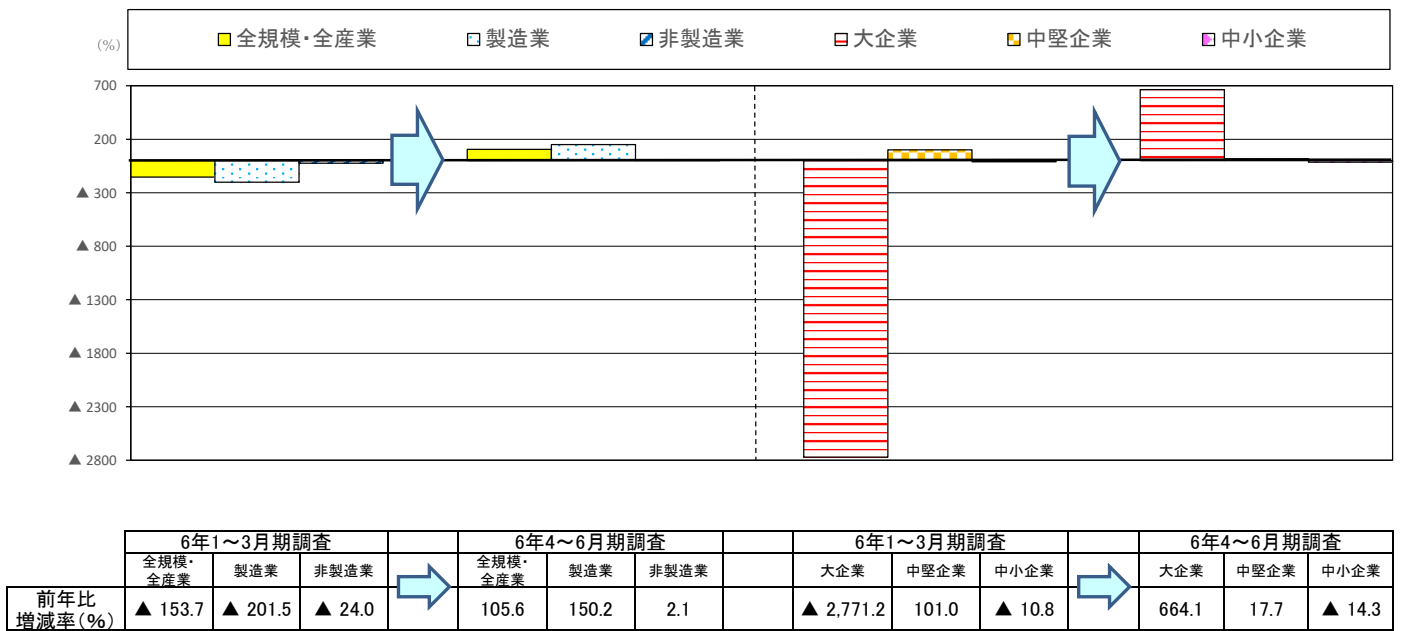 (%)
全規模・全産業 製造業 非製造業 大企業 中堅企業 中小企業
700
200
▲ 300
▲ 800
▲ 1300
▲ 1800
▲ 2300
▲ 2800
6年1～3月期調査 6年4～6月期調査 6年1～3月期調査 6年4～6月期調査
全規模・全産業 製造業 非製造業 全規模・全産業 製造業 非製造業 大企業 中堅企業 中小企業 大企業 中堅企業 中小企業
前年比
増減率(%) ▲ 153.7 ▲ 201.5 ▲ 24.0 105.6 150.2 2.1 ▲ 2,771.2 101.0 ▲ 10.8 664.1 17.7 ▲ 14.3